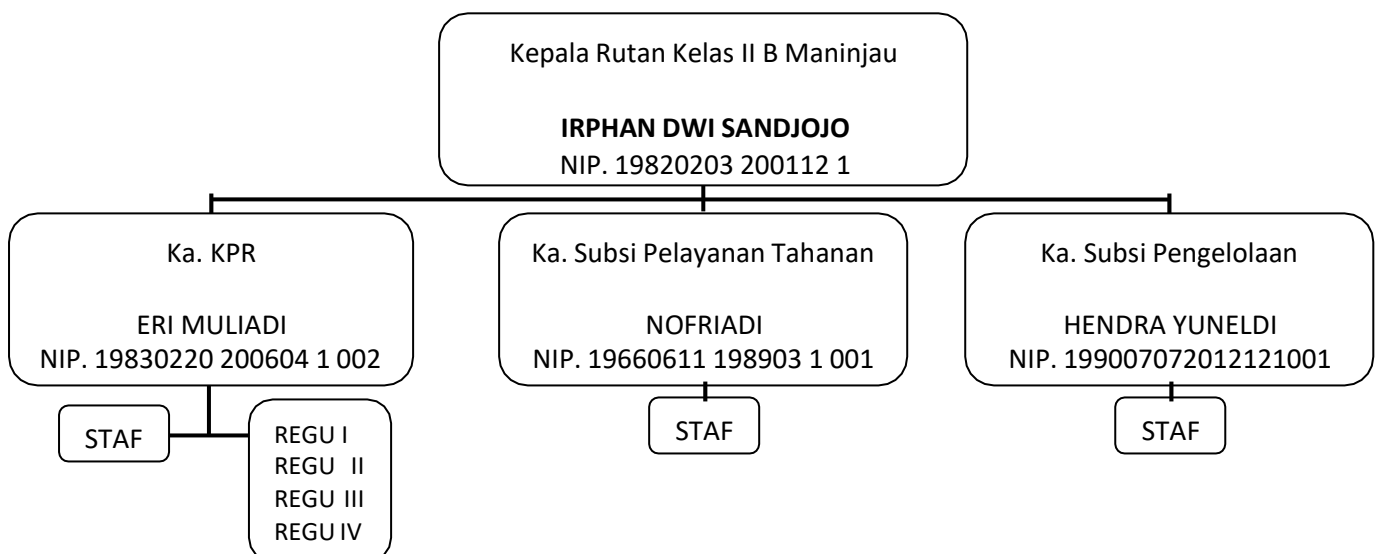 Kepala Rutan Kelas II B Maninjau
IRPHAN DWI SANDJOJO
NIP. 19820203 200112 1
Ka. KPR
ERI MULIADI
NIP. 19830220 200604 1 002
Ka. Subsi Pelayanan Tahanan
NOFRIADI
NIP. 19660611 198903 1 001
Ka. Subsi Pengelolaan
HENDRA YUNELDI
NIP. 199007072012121001
STAF
REGU I
REGU II
REGU III
REGU IV
STAF
STAF